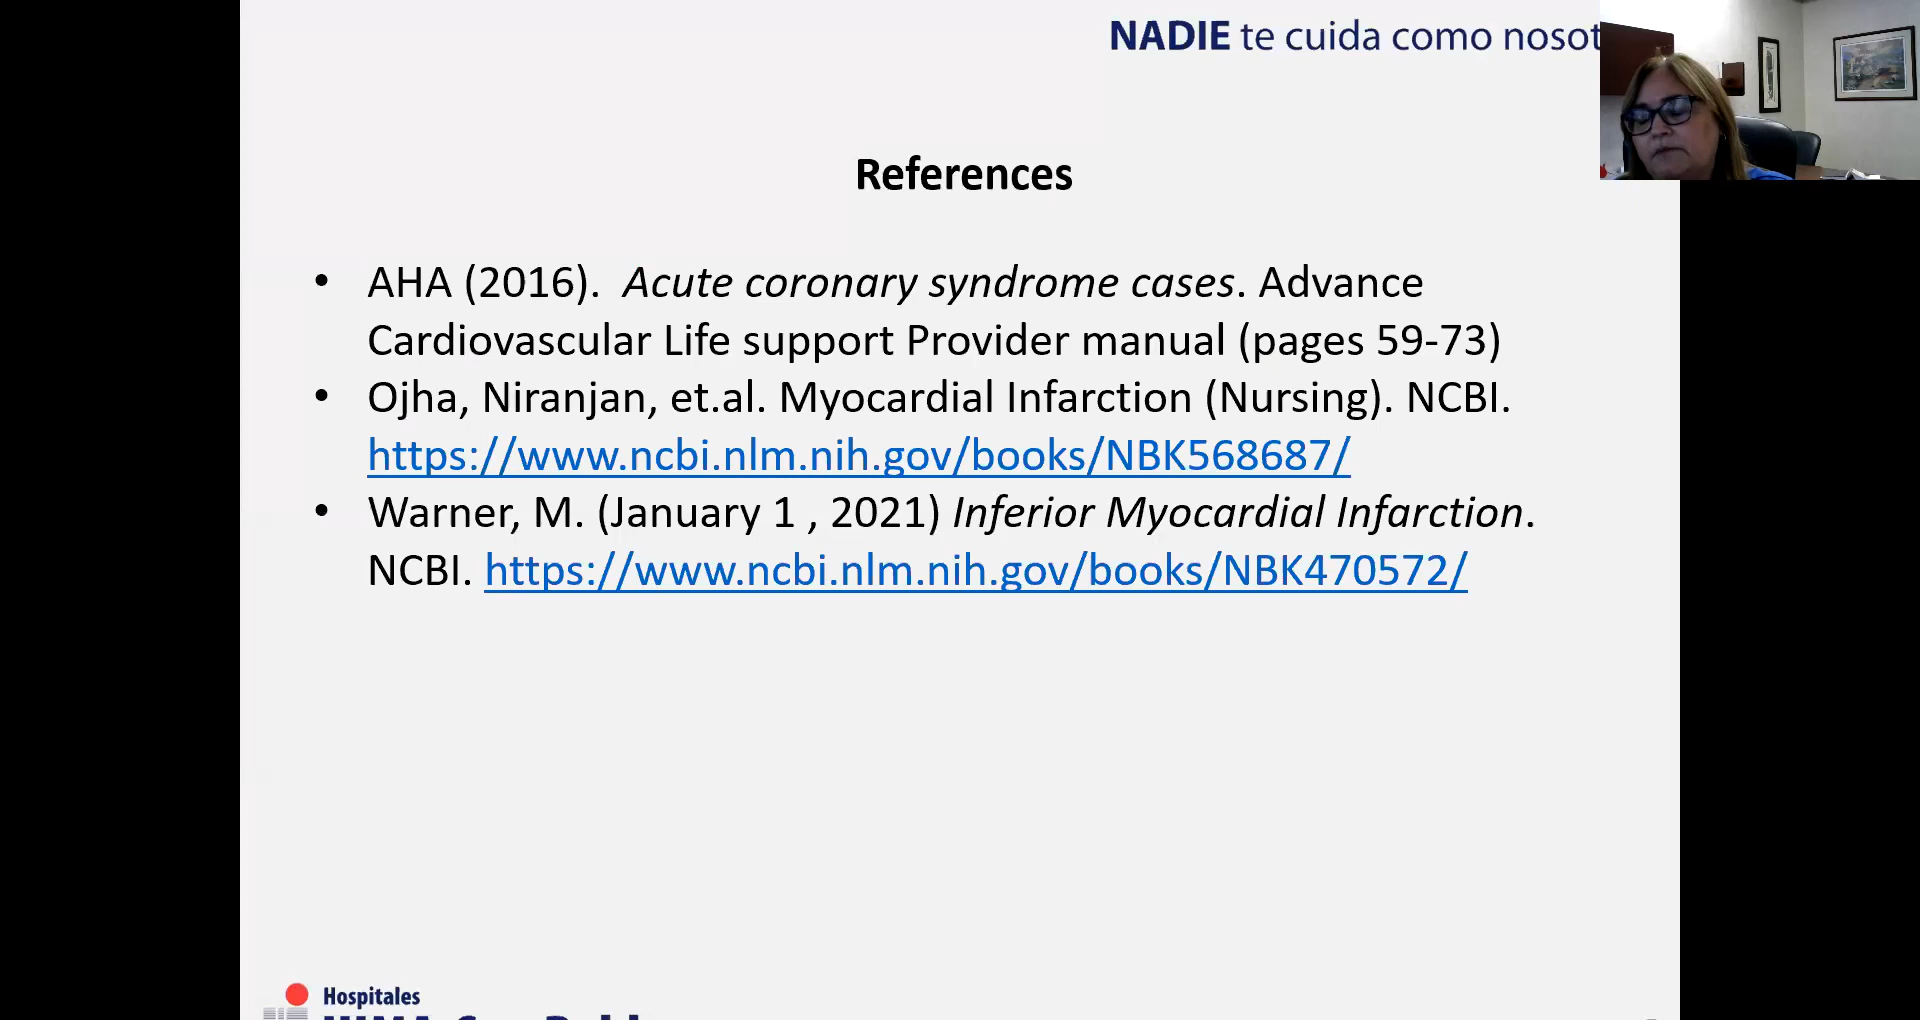 NADIE te cuida como
References
• AHA (2016). Acute coronary syndrome cases. Advance
Cardiovascular Life support Provider manual (pages 59-73)
• Ojha, Niranjan, et.al. Myocardial Infarction (Nursing). NCBI.
https://www.ncbi.nlm.nih.gov/books/NBK568687/
• Warner, M. (January 1 , 2021) Inferior Myocardial Infarction.
NCBI. https://www.ncbi.nlm.nih.gov/books/NBK470572/
Hospitales